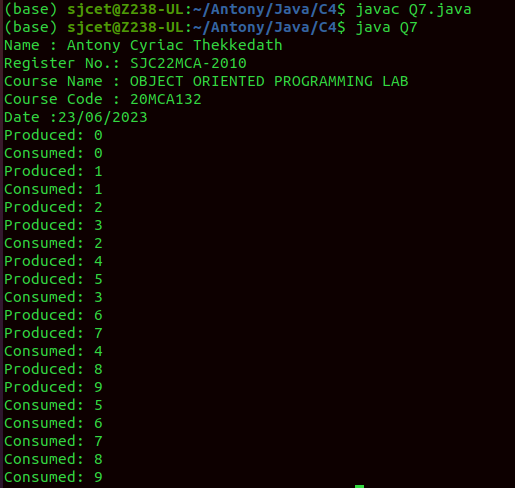 (base) sjcet@Z238-UL:~/Antony/Java/C4$ javac Q7.java
(base) sjcet@Z238-UL:~/Antony/Java/C4$ java Q7
Name : Antony Cyriac Thekkedath
Register No.: SJC22MCA-2010
Course Name : OBJECT ORIENTED PROGRAMMING LAB
Course Code : 20MCA132
Date :23/06/2023
Produced: 0
Consumed: 0
Produced: 1
Consumed: 1
Produced: 2
Produced: 3
Consumed: 2
Produced: 4
Produced: 5
Consumed: 3
Produced: 6
Produced: 7
Consumed: 4
Produced: 8
Produced: 9
Consumed: 5
Consumed: 6
Consumed: 7
Consumed: 8
Consumed: 9